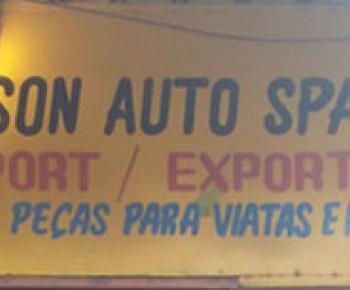 SON AUTO SPA
PORT / EXPORT
PEÇAS PARA VIATAS E